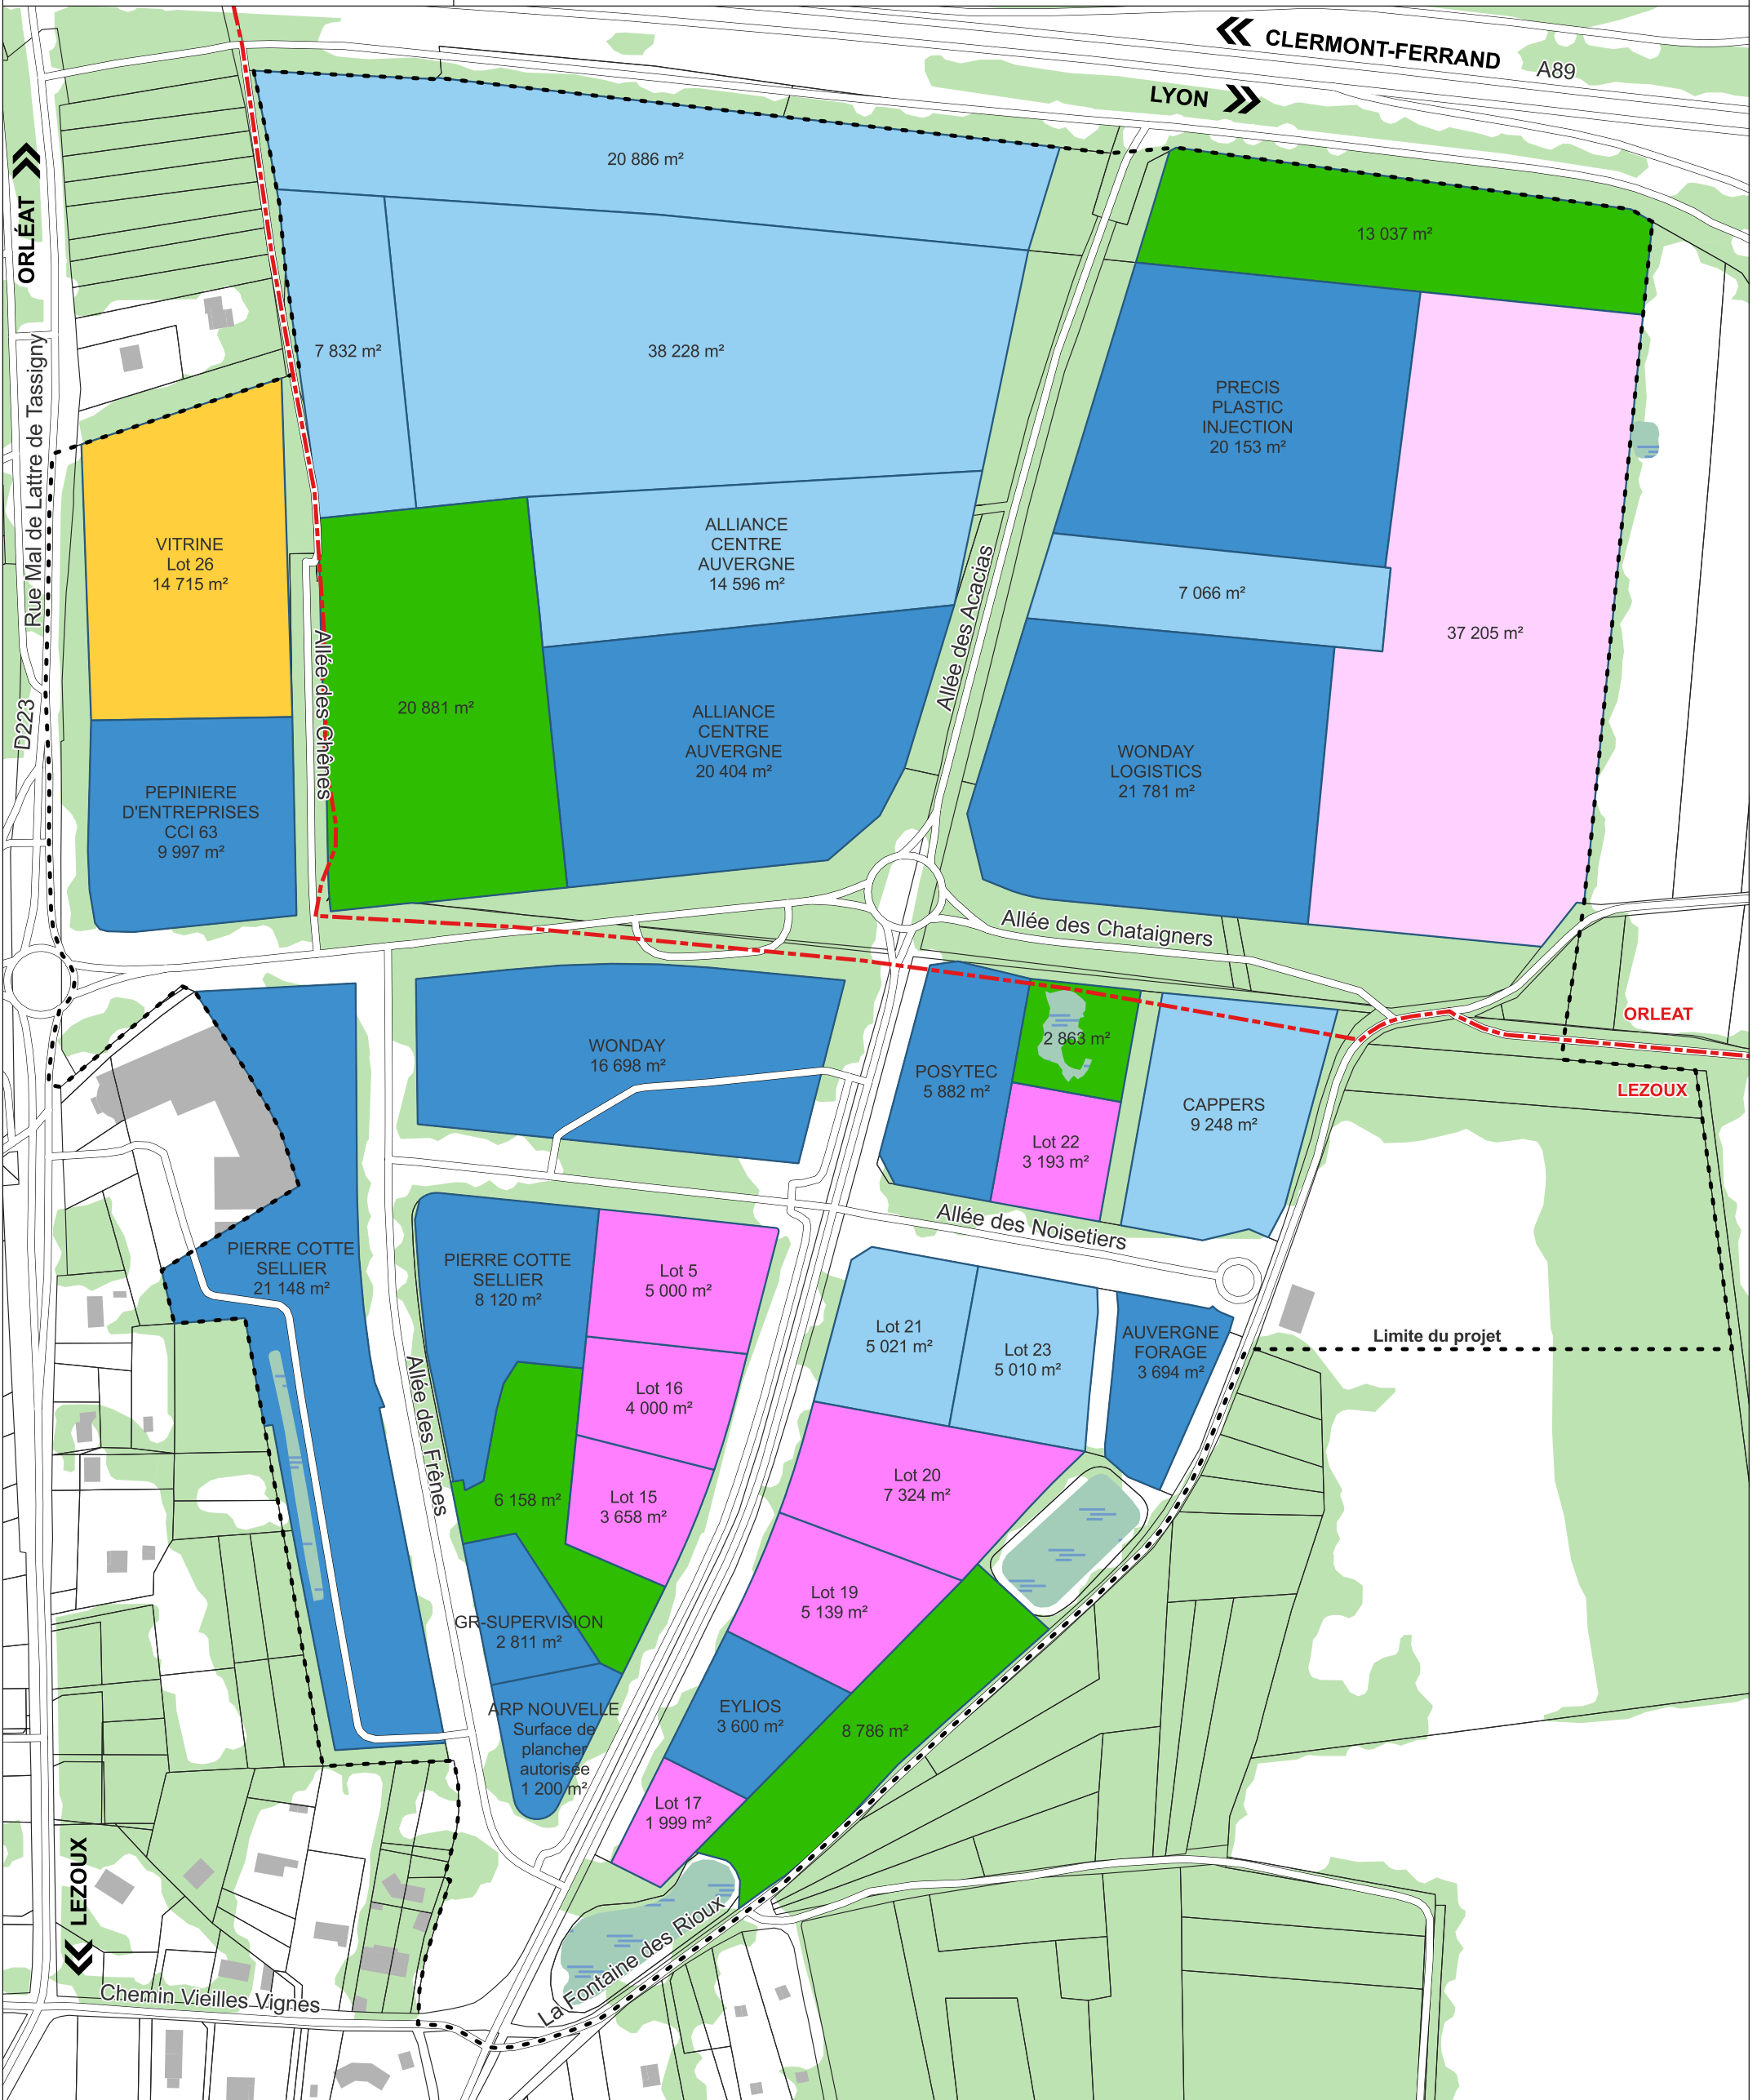 CLERMONT-FERRAND
A89
LYON
ORLÉAT
20 886 m²
13 037 m²
7 832 m²
38 228 m²
PRECIS
PLASTIC
INJECTION
20 153 m²
Rue Mal de Lattre de Tassigny
VITRINE
Lot 26
14 715 m²
ALLIANCE
CENTRE
AUVERGNE
14 596 m²
7 066 m²
37 205 m²
Allée des Acacias
Allée des Chênes
20 881 m²
ALLIANCE
CENTRE
AUVERGNE
20 404 m²
WONDAY
LOGISTICS
21 781 m²
D223
PEPINIERE
D'ENTREPRISES
CCI 63
9 997 m²
Allée des Chataigners
ORLEAT
LEZOUX
WONDAY
16 698 m²
POSYTEC
5 882 m²
2 863 m²
Lot 22
3 193 m²
CAPPERS
9 248 m²
Allée des Noisetiers
PIERRE COTTE
SELLIER
21 148 m²
PIERRE COTTE
SELLIER
8 120 m²
Lot 5
5 000 m²
Lot 16
4 000 m²
Lot 15
3 658 m²
6 158 m²
Lot 21
5 021 m²
Lot 23
5 010 m²
AUVERGNE
FORAGE
3 694 m²
Limite du projet
Allée des Frênes
Lot 20
7 324 m²
Lot 19
5 139 m²
GR-SUPERVISION
2 811 m²
ARP NOUVELLE
Surface de
plancher
autorisée
1 200 m²
EYLIOS
3 600 m²
8 786 m²
Lot 17
1 999 m²
LEZOUX
La Fontaine des Rioux
Chemin Vieilles Vignes